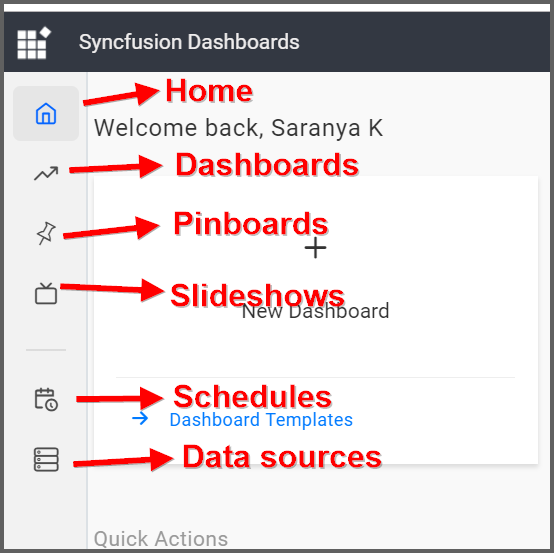 Syncfusion Dashboards
Home
Welcome back, Saranya K
Dashboards
Pinboards
Slideshows
New Dashboard
Schedules
Dashboard Templates
Data sources
Quick Actions